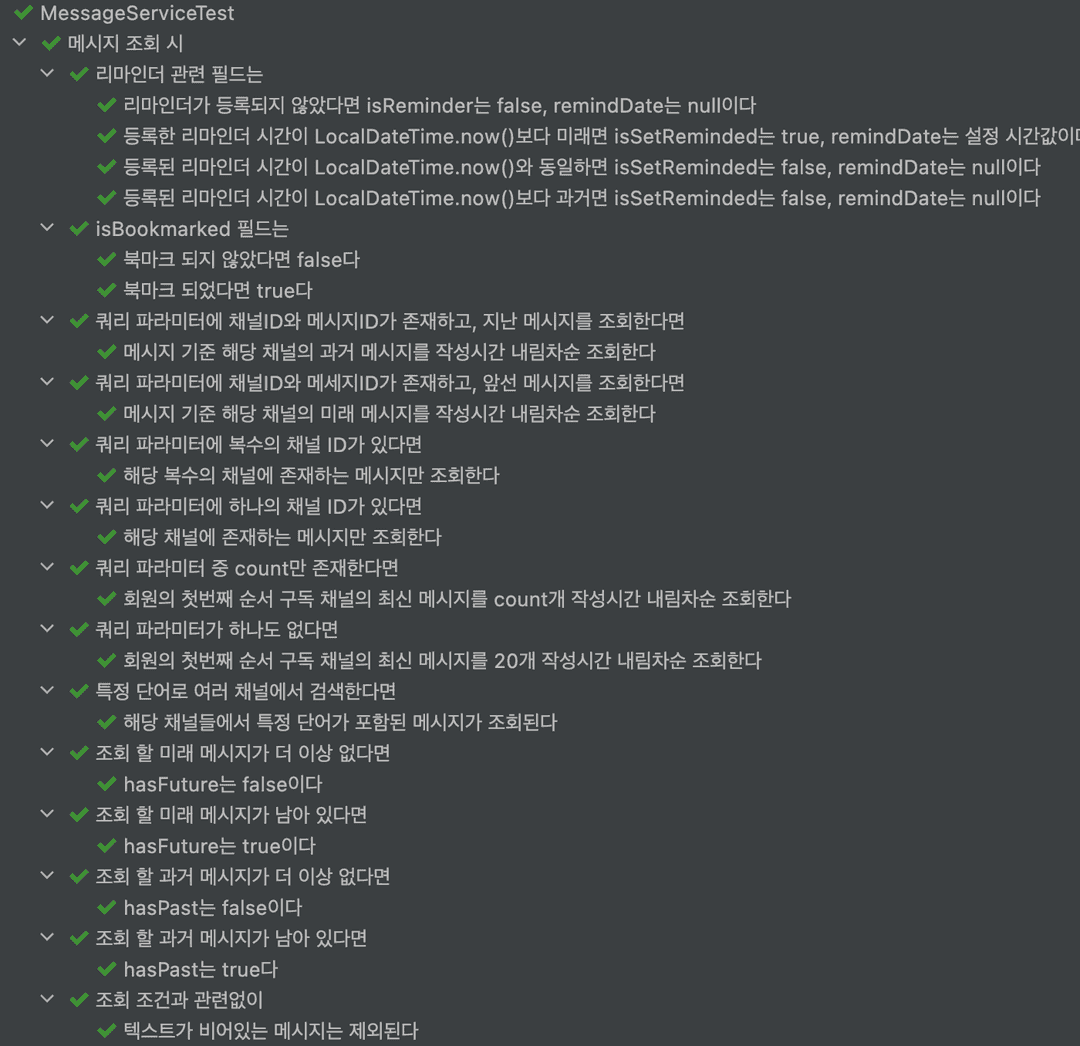 MessageServiceTest
메시지 조회 시
리마인더 관련 필드는
리마인더가 등록되지 않았다면 isReminder는 false, remindDate는 null이다
등록한 리마인더 시간이 LocalDateTime.now()보다 미래면 isSetReminded는 true, remindDate는 설정 시간값이
등록된 리마인더 시간이 LocalDateTime.now()와 동일하면 isSetReminded는 false, remindDate는 null이다
등록된 리마인더 시간이 LocalDateTime.now()보다 과거면 isSetReminded는 false, remindDate는 null이다
isBookmarked 필드는
북마크 되지 않았다면 false다
북마크 되었다면 true다
쿼리 파라미터에 채널ID와 메시지ID가 존재하고, 지난 메시지를 조회한다면
메시지 기준 해당 채널의 과거 메시지를 작성시간 내림차순 조회한다
쿼리 파라미터에 채널ID와 메세지ID가 존재하고, 앞선 메시지를 조회한다면
메시지 기준 해당 채널의 미래 메시지를 작성시간 내림차순 조회한다
쿼리 파라미터에 복수의 채널 ID가 있다면
해당 복수의 채널에 존재하는 메시지만 조회한다
쿼리 파라미터에 하나의 채널 ID가 있다면
해당 채널에 존재하는 메시지만 조회한다
쿼리 파라미터 중 count만 존재한다면
회원의 첫번째 순서 구독 채널의 최신 메시지를 count개 작성시간 내림차순 조회한다
쿼리 파라미터가 하나도 없다면
회원의 첫번째 순서 구독 채널의 최신 메시지를 20개 작성시간 내림차순 조회한다
특정 단어로 여러 채널에서 검색한다면
해당 채널들에서 특정 단어가 포함된 메시지가 조회된다
조회 할 미래 메시지가 더 이상 없다면
hasFuture는 false이다
조회 할 미래 메시지가 남아 있다면
hasFuture는 true이다
조회 할 과거 메시지가 더 이상 없다면
hasPast는 false이다
조회 할 과거 메시지가 남아 있다면
hasPast는 true다
조회 조건과 관련없이
텍스트가 비어있는 메시지는 제외된다